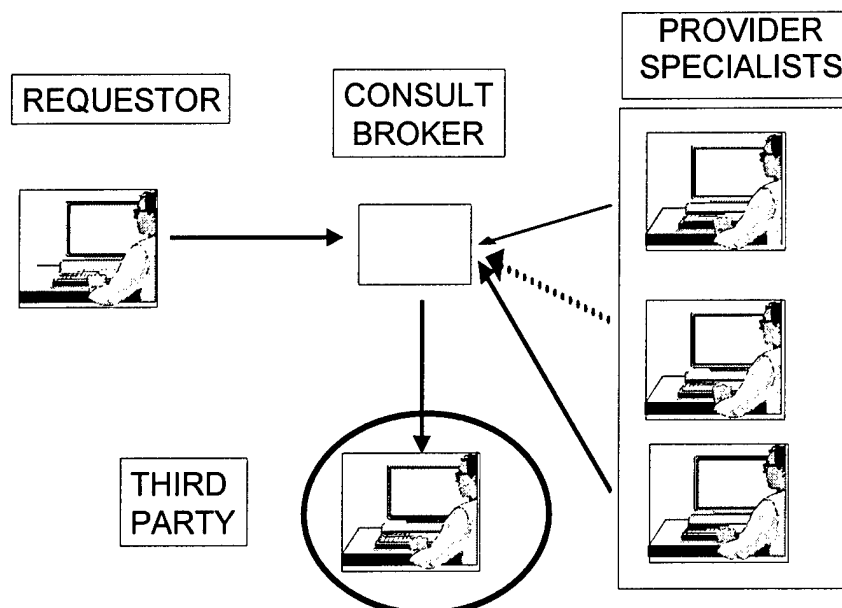 REQUESTOR
CONSULT
BROKER
PROVIDER
SPECIALISTS
THIRD
PARTY